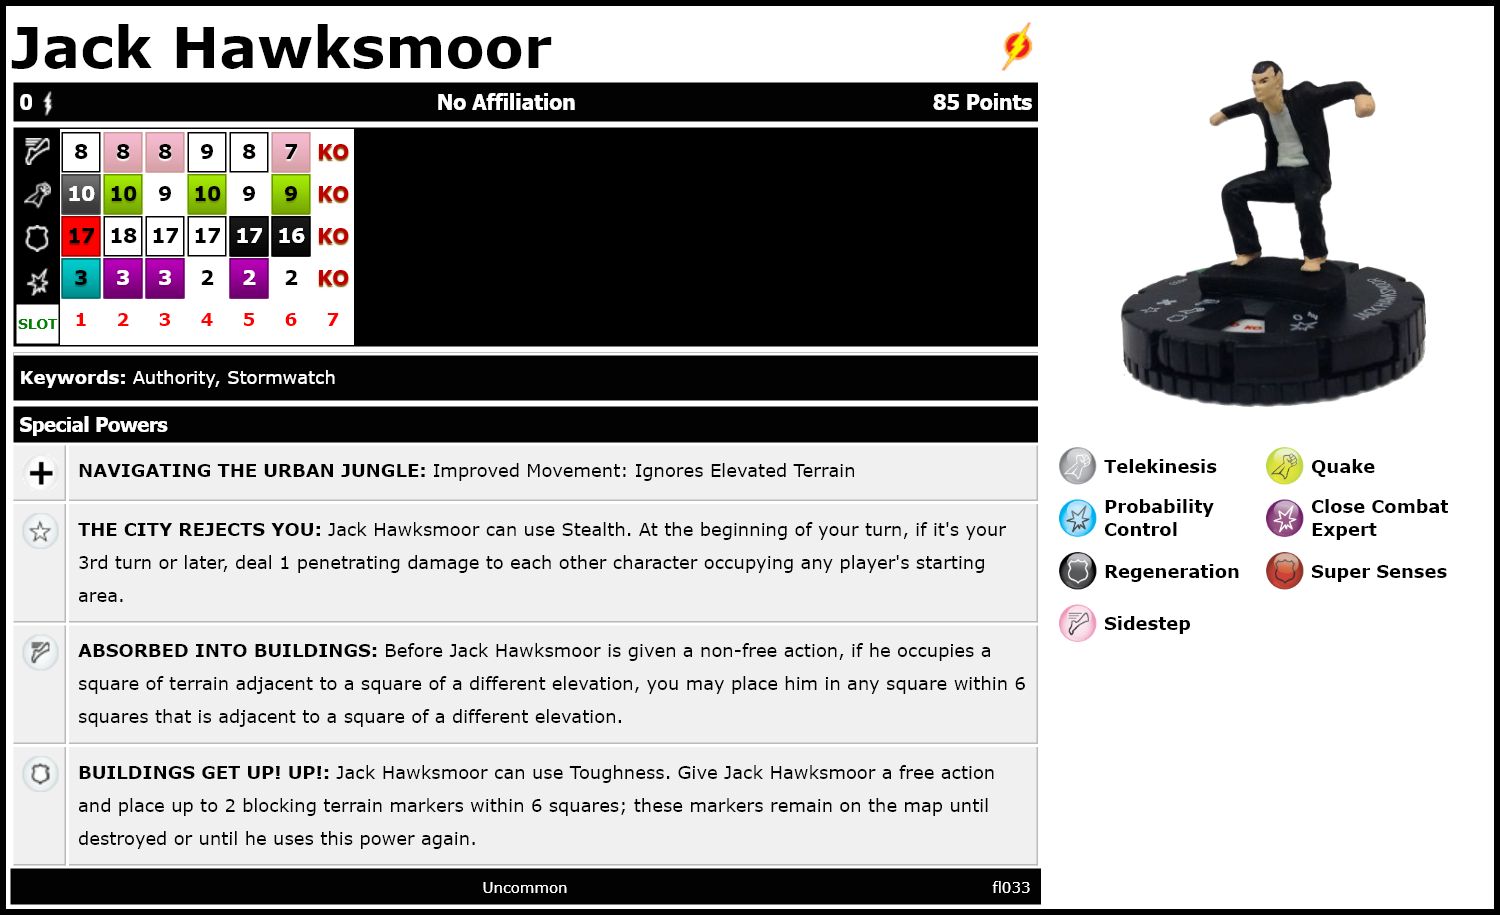 Jack Hawksmoor
0 No Affiliation 85 Points
8 8 8 9 8 7 KO
10 10 9 10 9 9 KO
17 18 17 17 17 16 KO
3 3 3 2 2 2 KO
SLOT 1 2 3 4 5 6 7
Keywords: Authority, Stormwatch
Special Powers
NAVIGATING THE URBAN JUNGLE: Improved Movement: Ignores Elevated Terrain
THE CITY REJECTS YOU: Jack Hawksmoor can use Stealth. At the beginning of your turn, if it's your
3rd turn or later, deal 1 penetrating damage to each other character occupying any player's starting
area.
ABSORBED INTO BUILDINGS: Before Jack Hawksmoor is given a non-free action, if he occupies a
square of terrain adjacent to a square of a different elevation, you may place him in any square within 6
squares that is adjacent to a square of a different elevation.
BUILDINGS GET UP! UP!: Jack Hawksmoor can use Toughness. Give Jack Hawksmoor a free action
and place up to 2 blocking terrain markers within 6 squares; these markers remain on the map until
destroyed or until he uses this power again.
Uncommon fl033
JACK HAWKSMOOR
KO
Telekinesis Quake
Probability Close Combat
Control Expert
Regeneration Super Senses
Sidestep